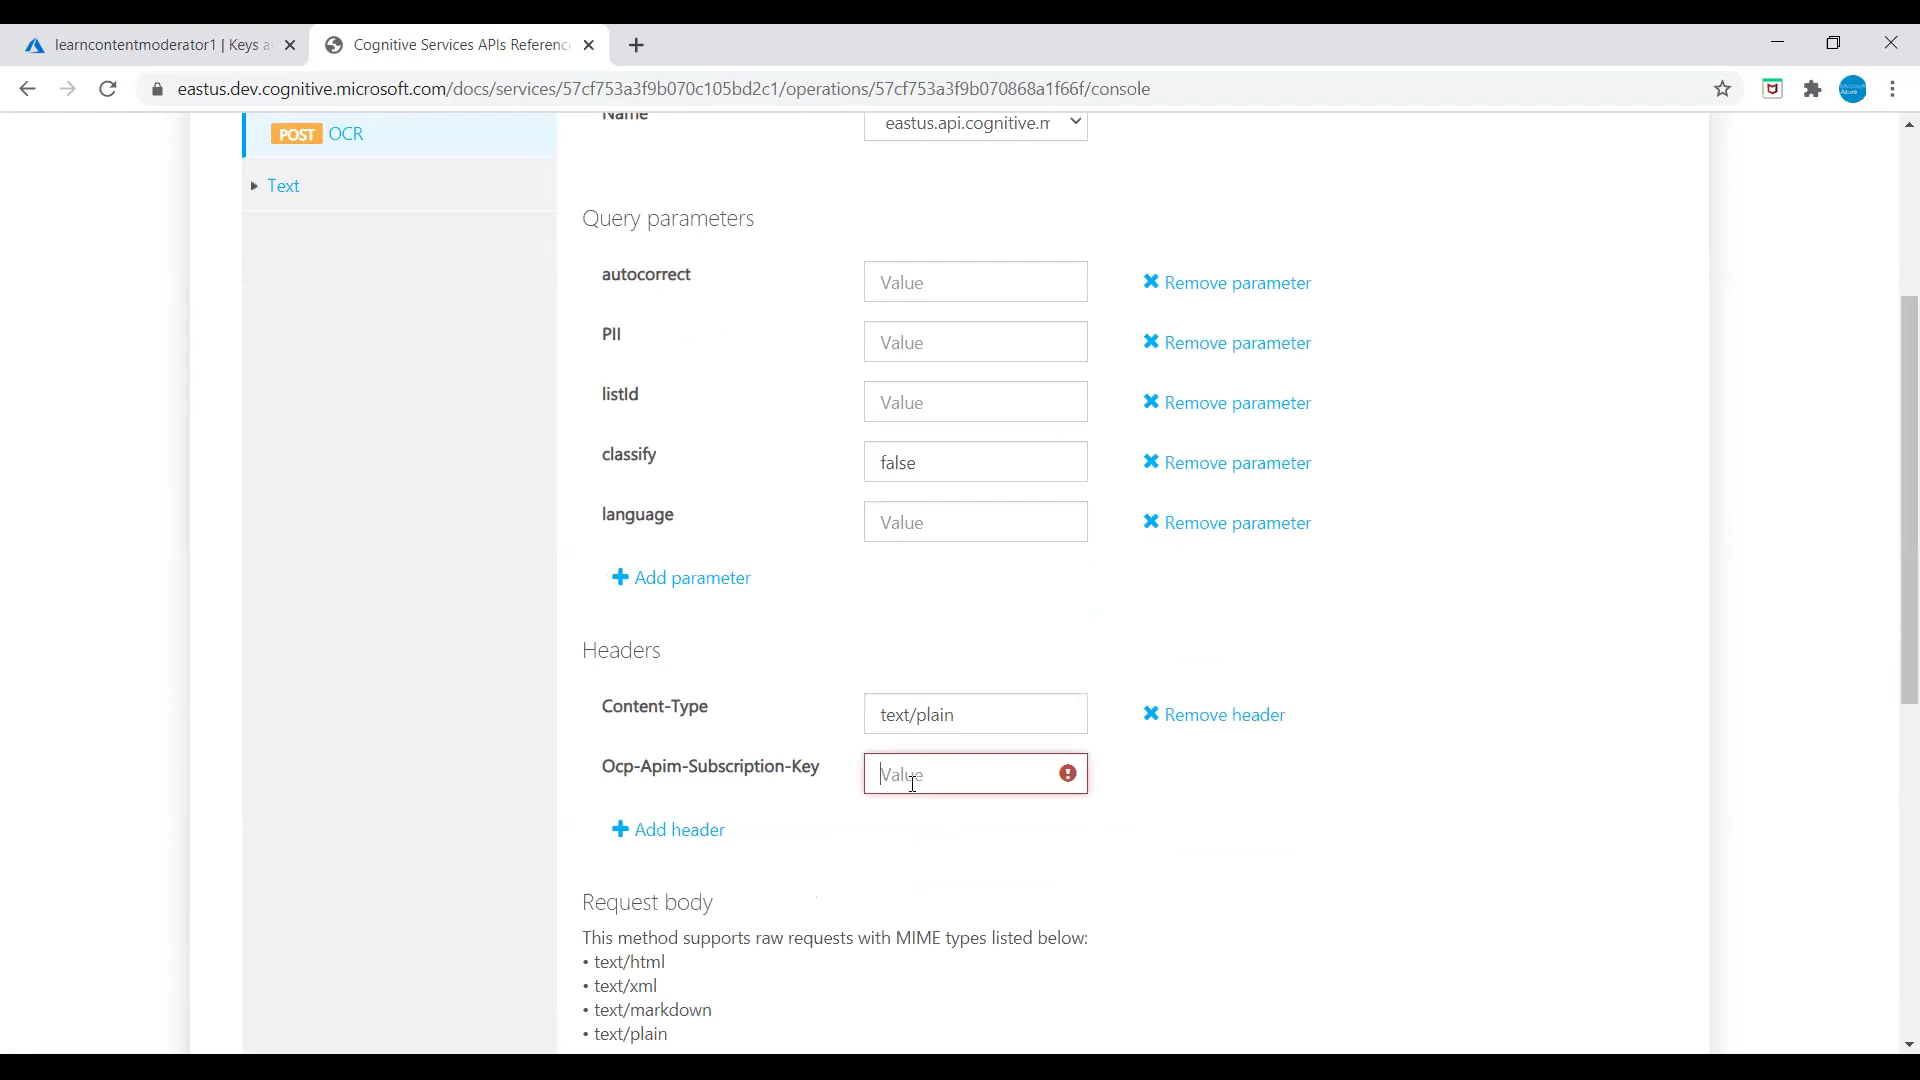 learncontentmoderator1 | Keys a
Cognitive Services APIs Referenc
eastus.dev.cognitive.microsoft.com/docs/services/57cf753a3f9b070c105bd2c1/operations/57cf753a3f9b070868a1f66f/console
Name
eastus.api.cognitive.m
POST OCR
Text
Query parameters
autocorrect Value Remove parameter
PII Value Remove parameter
listId Value Remove parameter
classify false Remove parameter
language Value Remove parameter
Add parameter
Headers
Content-Type text/plain Remove header
Ocp-Apim-Subscription-Key Value
Add header
Request body
This method supports raw requests with MIME types listed below:
• text/html
• text/xml
• text/markdown
• text/plain